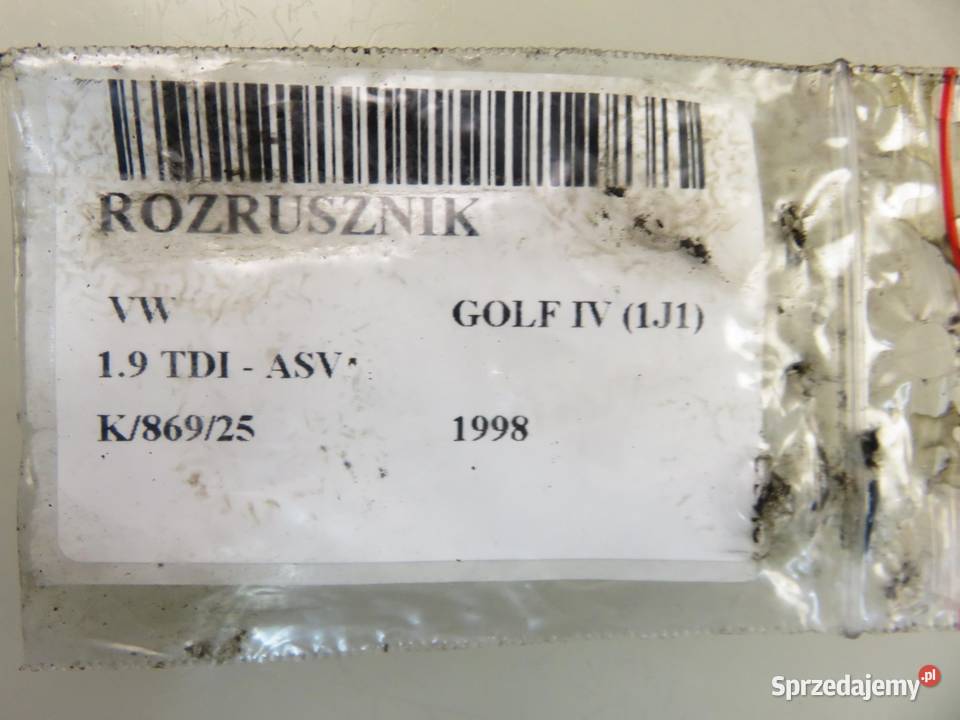 ROZRUSZNIK
VW GOLF IV (1J1)
1.9 TDI - ASV
K/869/25 1998
Sprzedajemy.pl